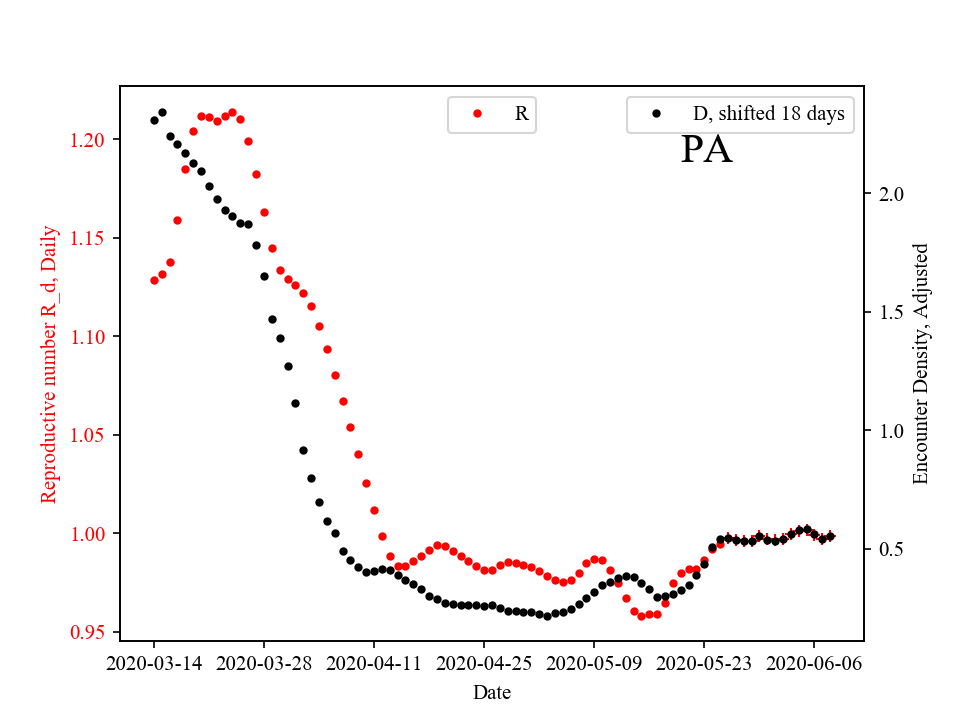 R
D, shifted 18 days
PA
1.20
1.15
1.10
1.05
1.00
0.95
Reproductive number R_d, Daily
2.0
1.5
1.0
0.5
Encounter Density, Adjusted
2020-03-14 2020-03-28 2020-04-11 2020-04-25 2020-05-09 2020-05-23 2020-06-06
Date